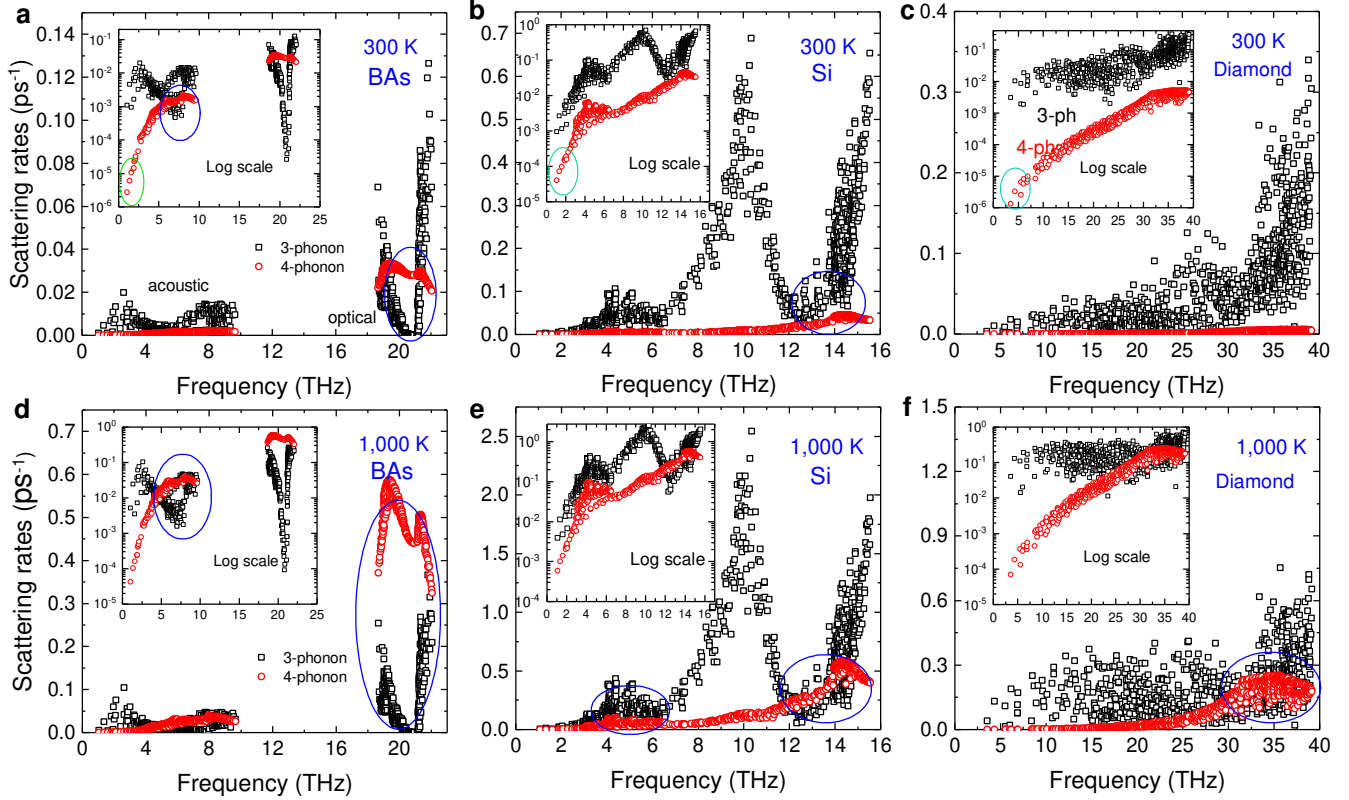 a
0.14
0.12
0.10
0.08
0.06
0.04
0.02
0.00
Scattering rates (ps⁻¹)
10⁻¹
10⁻²
10⁻³
10⁻⁴
10⁻⁵
10⁻⁶
0 5 10 15 20 25
Log scale
300 K
BAs
3-phonon
4-phonon
acoustic
optical
0 4 8 12 16 20
Frequency (THz)
b
0.7
0.6
0.5
0.4
0.3
0.2
0.1
0.0
10⁰
10⁻¹
10⁻²
10⁻³
10⁻⁴
10⁻⁵
0 2 4 6 8 10 12 14 16
Log scale
300 K
Si
0 2 4 6 8 10 12 14 16
Frequency (THz)
c
0.4
0.3
0.2
0.1
0.0
10⁻¹
10⁻²
10⁻³
10⁻⁴
10⁻⁵
10⁻⁶
0 5 10 15 20 25 30 35 40
3-ph
4-ph
Log scale
300 K
Diamond
0 5 10 15 20 25 30 35 40
Frequency (THz)
d
0.7
0.6
0.5
0.4
0.3
0.2
0.1
0.0
Scattering rates (ps⁻¹)
10⁰
10⁻¹
10⁻²
10⁻³
10⁻⁴
10⁻⁵
0 5 10 15 20 25
Log scale
1,000 K
BAs
3-phonon
4-phonon
4 8 12 16 20
Frequency (THz)
e
2.5
2.0
1.5
1.0
0.5
0.0
10⁰
10⁻¹
10⁻²
10⁻³
10⁻⁴
0 2 4 6 8 10 12 14 16
Log scale
1,000 K
Si
0 2 4 6 8 10 12 14 16
Frequency (THz)
f
1.5
1.2
0.9
0.6
0.3
0.0
10⁰
10⁻¹
10⁻²
10⁻³
10⁻⁴
10⁻⁵
0 5 10 15 20 25 30 35 40
Log scale
1,000 K
Diamond
0 5 10 15 20 25 30 35 40
Frequency (THz)